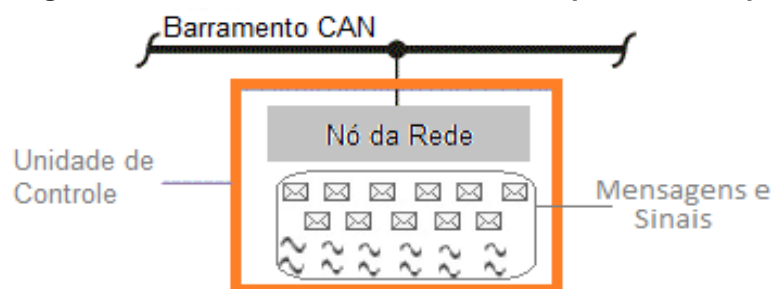 Barramento CAN
Nó da Rede
Unidade de
Controle
Mensagens e
Sinais